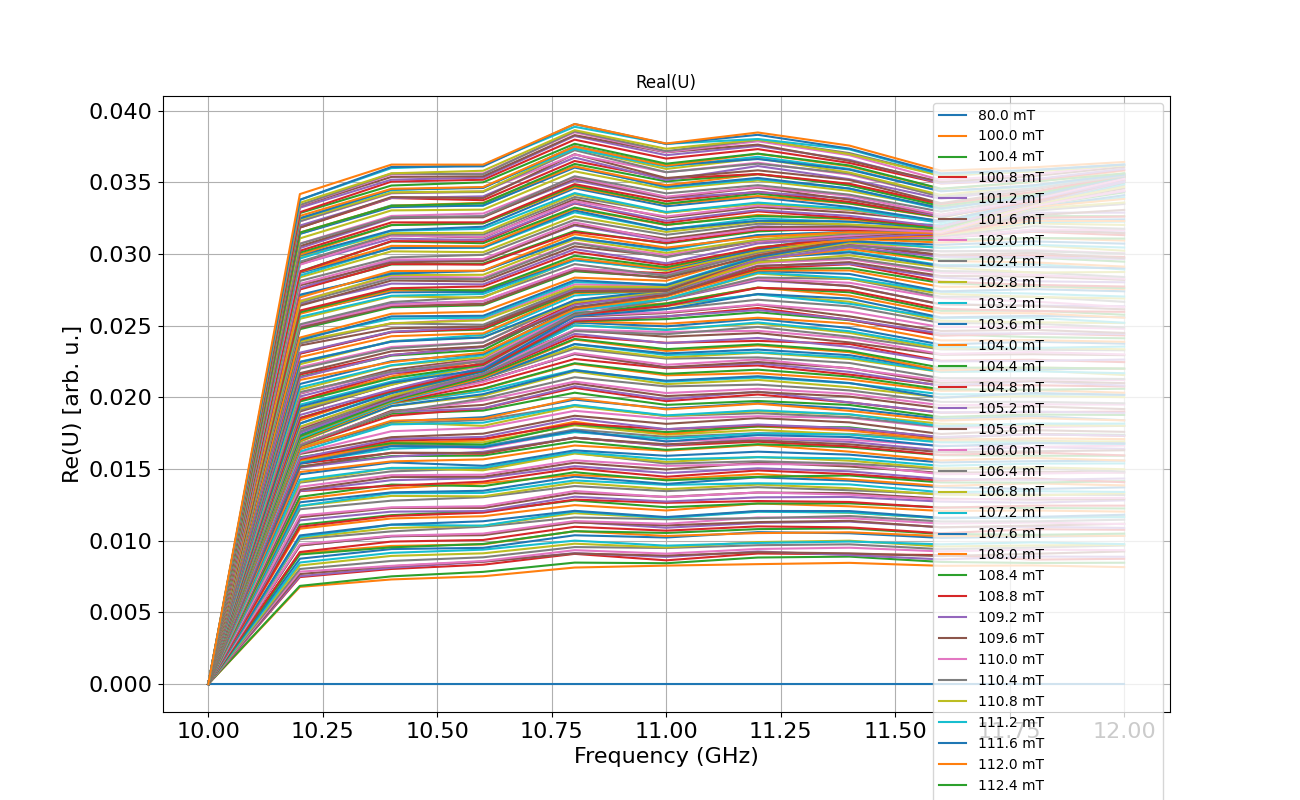 Real(U)
Re(U) [arb. u.]
0.040
0.035
0.030
0.025
0.020
0.015
0.010
0.005
0.000
10.00 10.25 10.50 10.75 11.00 11.25 11.50 11.75 12.00
Frequency (GHz)
80.0 mT
100.0 mT
100.4 mT
100.8 mT
101.2 mT
101.6 mT
102.0 mT
102.4 mT
102.8 mT
103.2 mT
103.6 mT
104.0 mT
104.4 mT
104.8 mT
105.2 mT
105.6 mT
106.0 mT
106.4 mT
106.8 mT
107.2 mT
107.6 mT
108.0 mT
108.4 mT
108.8 mT
109.2 mT
109.6 mT
110.0 mT
110.4 mT
110.8 mT
111.2 mT
111.6 mT
112.0 mT
112.4 mT